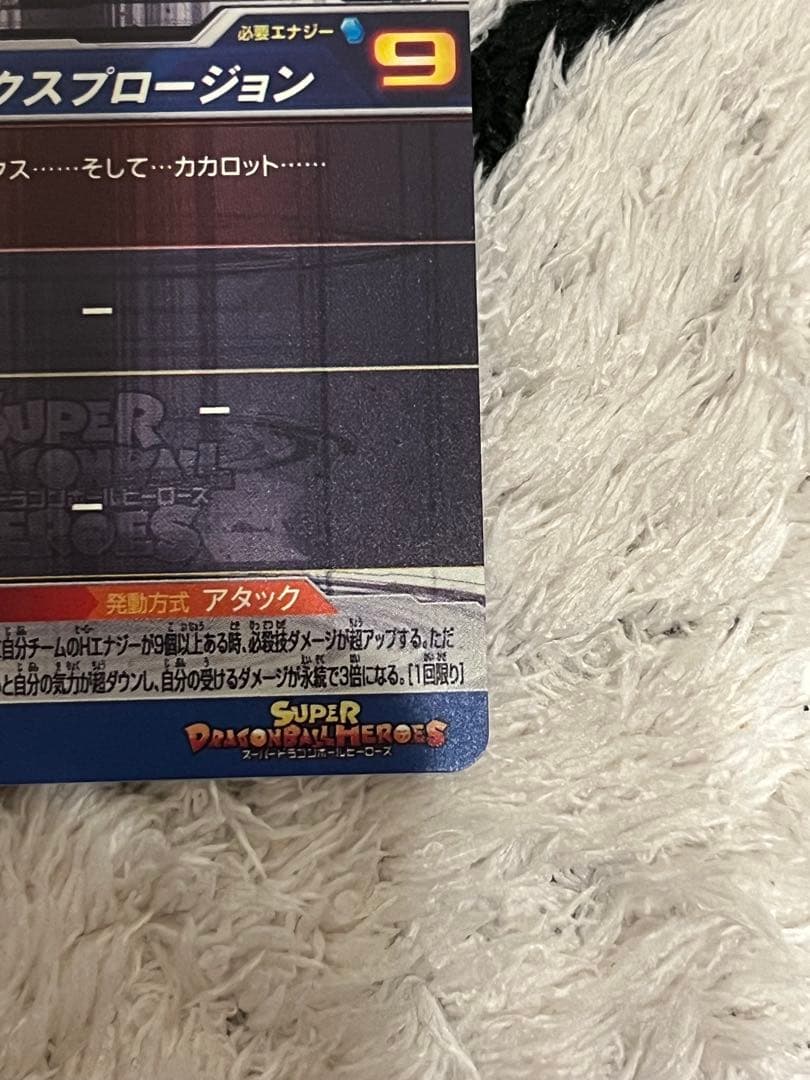 必要エナジー 9
クスプロージョン
クス……そして…カカロット……
ー
ー
SUPER
DRAGONBALL
ドラゴンボールヒーローズ
HEROES
ー
発動方式 アタック
自分チームのHエナジーが9個以上ある時、必殺技ダメージが超アップする。ただ
と自分の気力が超ダウンし、自分の受けるダメージが永続で3倍になる。[1回限り]
SUPER
DRAGONBALL HEROES
スーパードラゴンボールヒーローズ